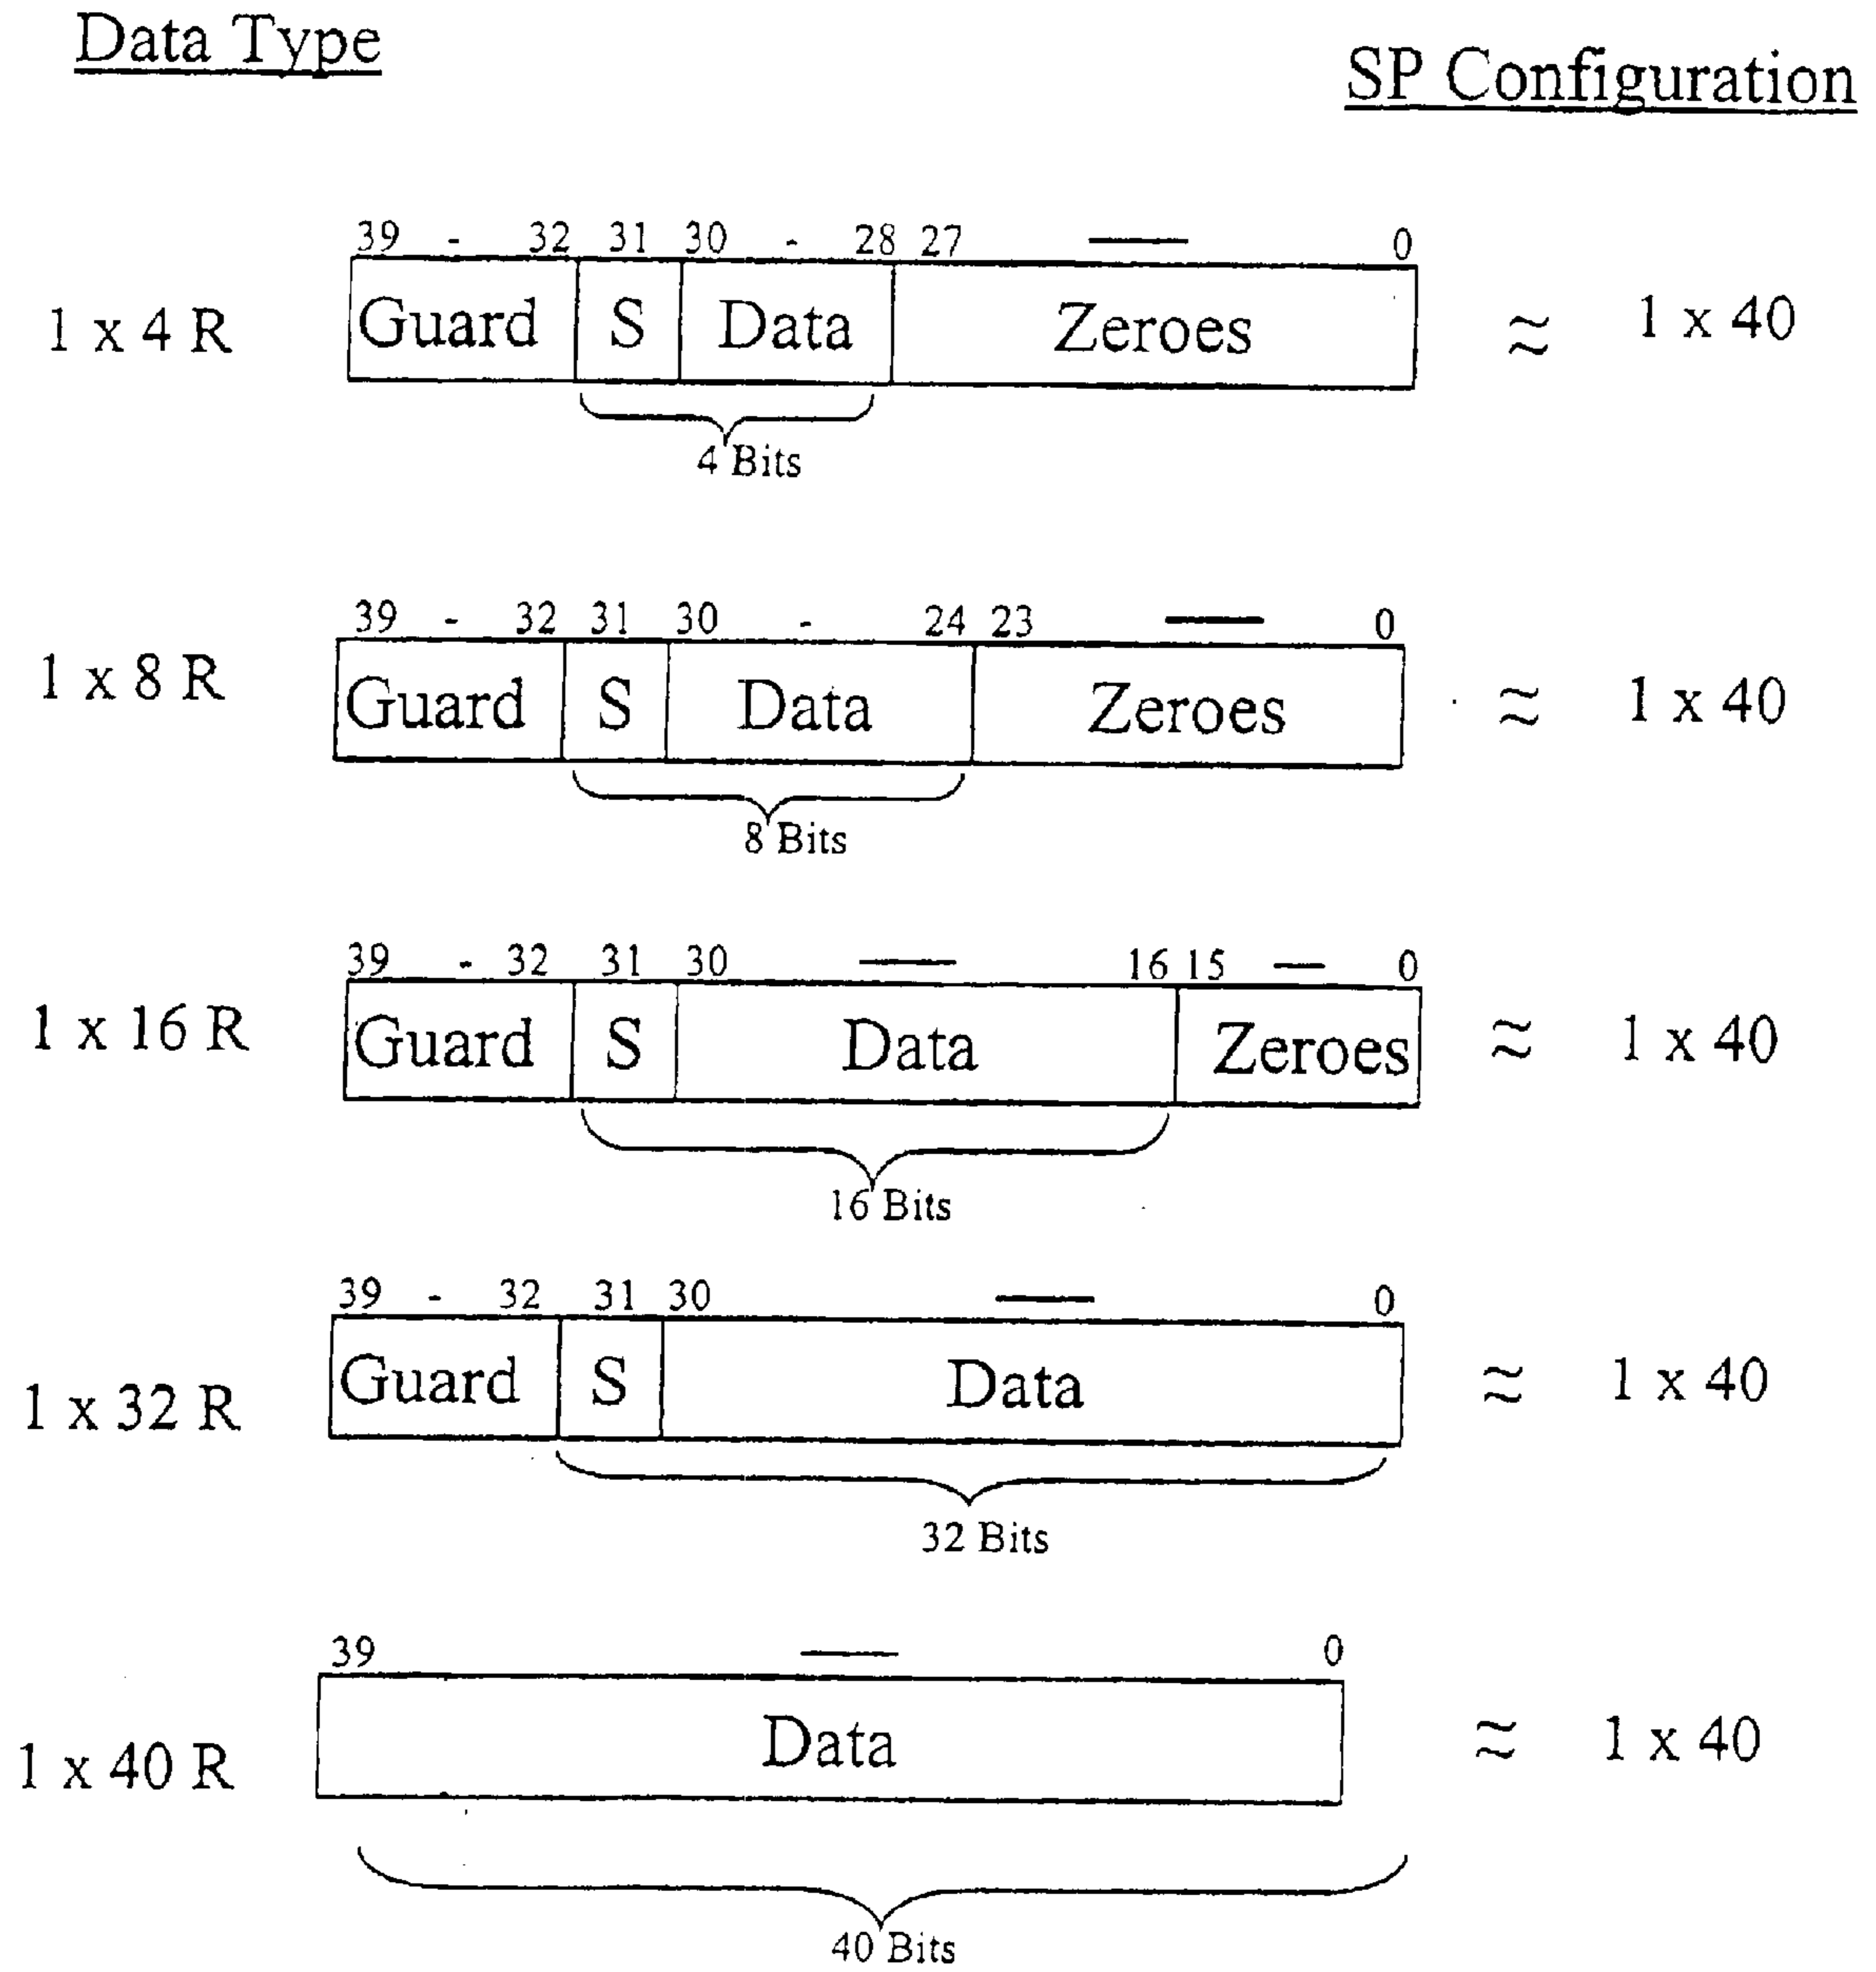 Data Type
SP Configuration
39 - 32 31 30 - 28 27 — 0
1 x 4 R Guard S Data Zeroes ≈ 1 x 40
4 Bits
39 - 32 31 30 - 24 23 — 0
1 x 8 R Guard S Data Zeroes ≈ 1 x 40
8 Bits
39 - 32 31 30 — 16 15 — 0
1 x 16 R Guard S Data Zeroes ≈ 1 x 40
16 Bits
39 - 32 31 30 — 0
1 x 32 R Guard S Data ≈ 1 x 40
32 Bits
39 — 0
1 x 40 R Data ≈ 1 x 40
40 Bits